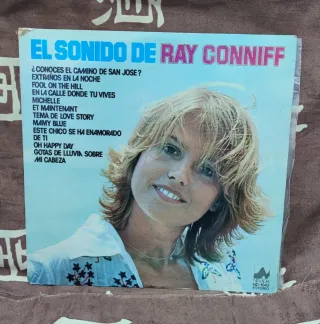 EL SONIDO DE RAY CONNIFF
¿CONOCES EL CAMINO DE SAN JOSE?
EXTRAÑOS EN LA NOCHE
FOOL ON THE HILL
EN LA CALLE DONDE TU VIVES
MICHELLE
ET MAINTENANT
TEMA DE LOVE STORY
MAMY BLUE
ESTE CHICO SE HA ENAMORADO
DE TI
OH HAPPY DAY
GOTAS DE LLUVIA SOBRE
MI CABEZA